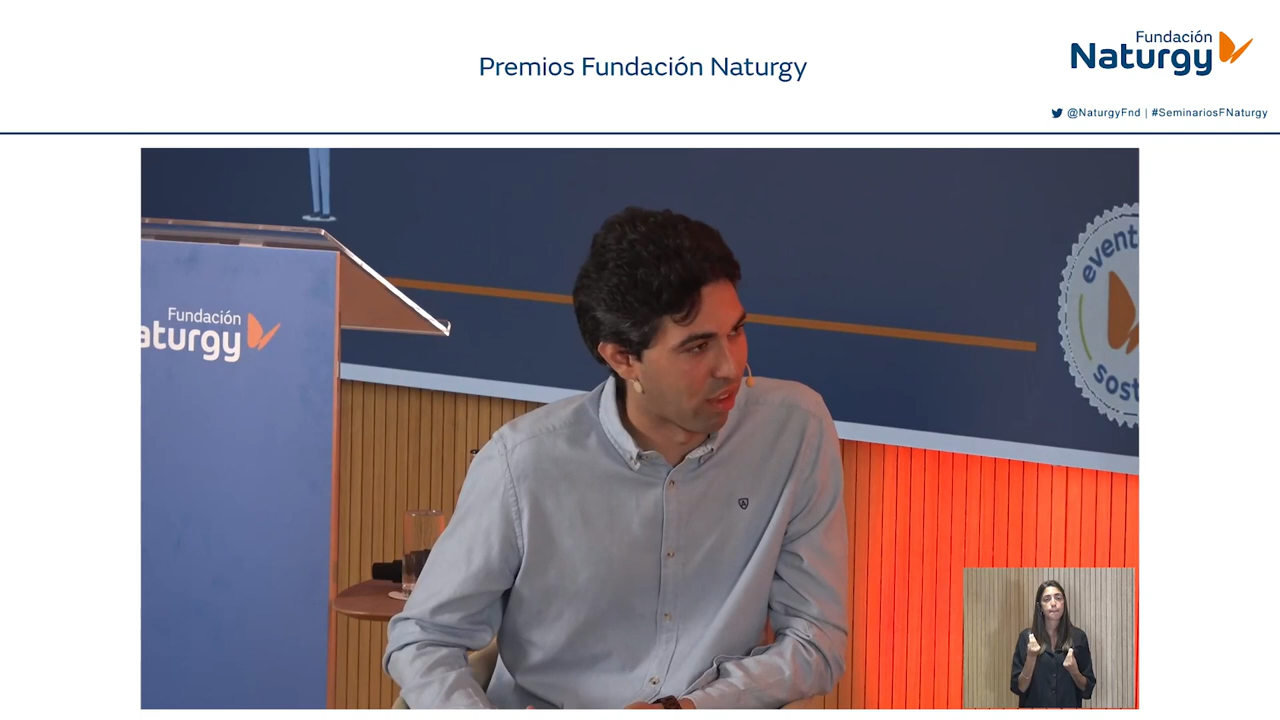 Premios Fundación Naturgy
Fundación
Naturgy
@NaturgyFnd | #SeminariosFNaturgy
Fundación
aturgy
event
sost